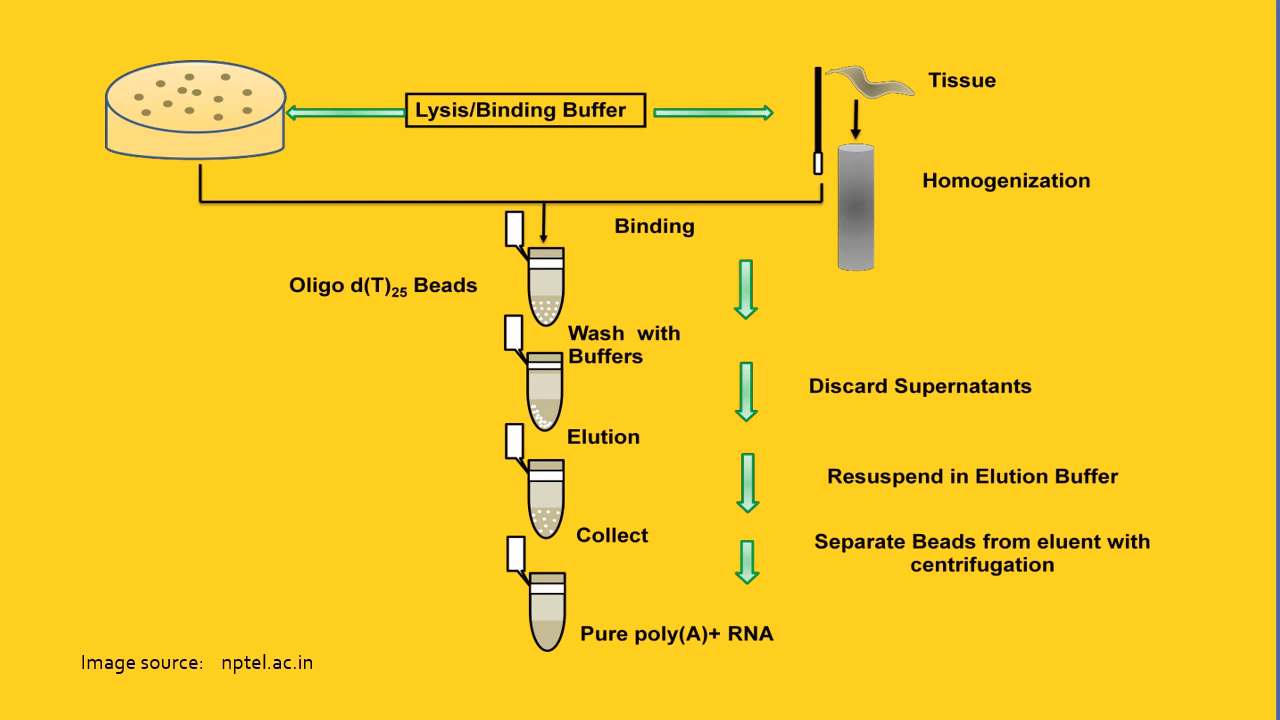 Lysis/Binding Buffer
Tissue
Homogenization
Binding
Oligo d(T)25 Beads
Wash with
Buffers
Discard Supernatants
Elution
Resuspend in Elution Buffer
Collect
Separate Beads from eluent with
centrifugation
Pure poly(A)+ RNA
Image source: nptel.ac.in